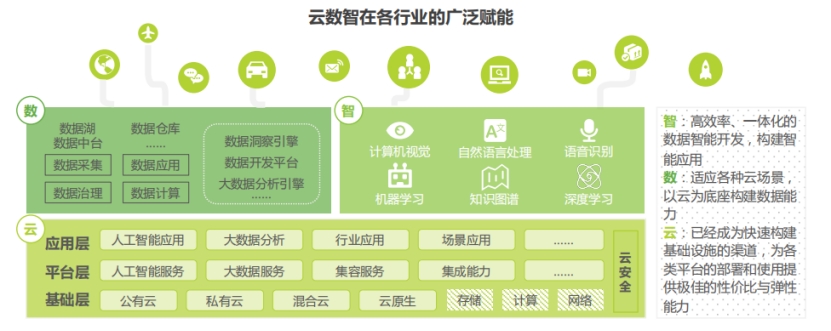 云数智在各行业的广泛赋能
数
数据湖
数据中台
数据仓库
......
数据采集
数据应用
数据治理
数据计算
数据洞察引擎
数据开发平台
大数据分析引擎
......
智
计算机视觉
自然语言处理
语音识别
机器学习
知识图谱
深度学习
云
应用层
人工智能应用
大数据分析
行业应用
场景应用
......
平台层
人工智能服务
大数据服务
集容服务
集成能力
......
基础层
公有云
私有云
混合云
云原生
存储
计算
网络
云安全
智：高效率、一体化的
数据智能开发，构建智
能应用
数：适应各种云场景，
以云为底座构建数据能
力
云：已经成为快速构建
基础设施的渠道，为各
类平台的部署和使用提
供极佳的性价比与弹性
能力